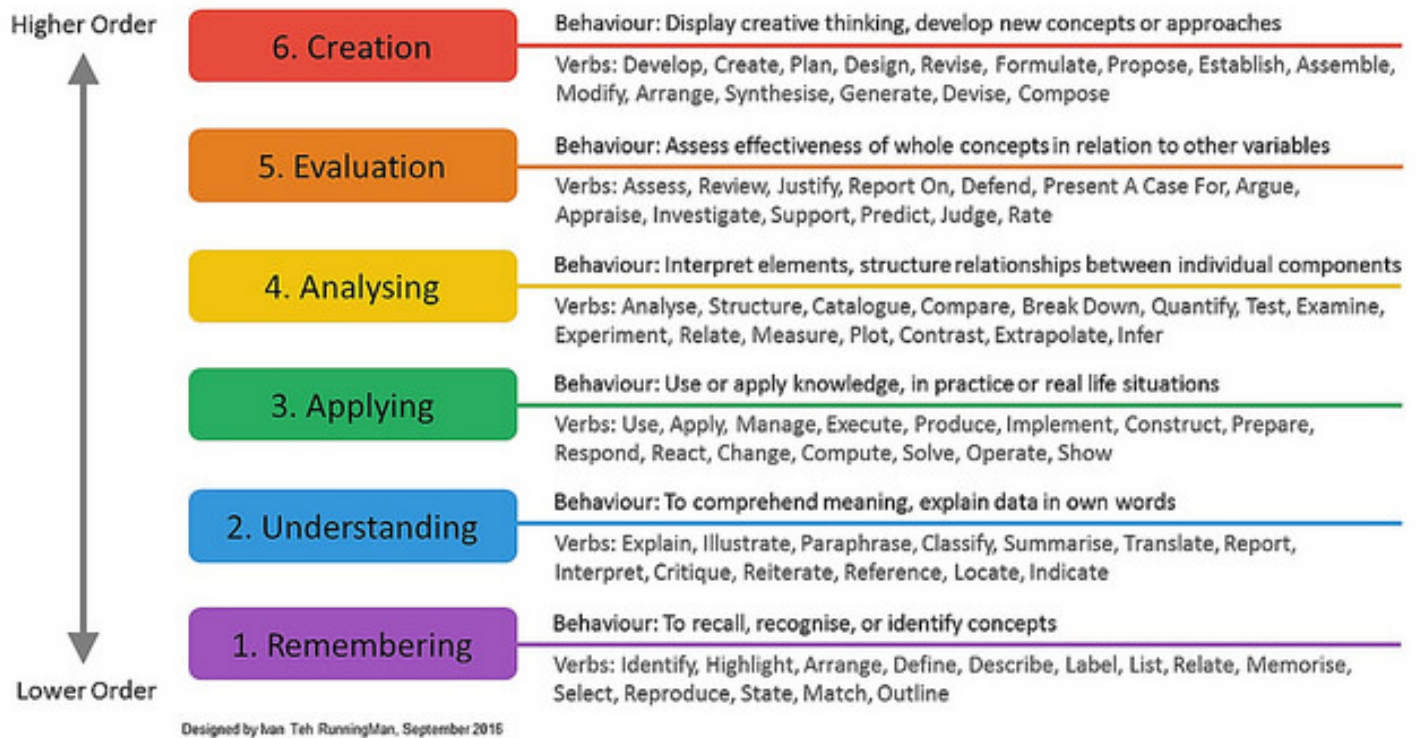 Higher Order
6. Creation
Behaviour: Display creative thinking, develop new concepts or approaches
Verbs: Develop, Create, Plan, Design, Revise, Formulate, Propose, Establish, Assemble,
Modify, Arrange, Synthesise, Generate, Devise, Compose
5. Evaluation
Behaviour: Assess effectiveness of whole concepts in relation to other variables
Verbs: Assess, Review, Justify, Report On, Defend, Present A Case For, Argue,
Appraise, Investigate, Support, Predict, Judge, Rate
4. Analysing
Behaviour: Interpret elements, structure relationships between individual components
Verbs: Analyse, Structure, Catalogue, Compare, Break Down, Quantify, Test, Examine,
Experiment, Relate, Measure, Plot, Contrast, Extrapolate, Infer
3. Applying
Behaviour: Use or apply knowledge, in practice or real life situations
Verbs: Use, Apply, Manage, Execute, Produce, Implement, Construct, Prepare,
Respond, React, Change, Compute, Solve, Operate, Show
2. Understanding
Behaviour: To comprehend meaning, explain data in own words
Verbs: Explain, Illustrate, Paraphrase, Classify, Summarise, Translate, Report,
Interpret, Critique, Reiterate, Reference, Locate, Indicate
1. Remembering
Behaviour: To recall, recognise, or identify concepts
Verbs: Identify, Highlight, Arrange, Define, Describe, Label, List, Relate, Memorise,
Select, Reproduce, State, Match, Outline
Lower Order
Designed by Ivan Teh RunningMan, September 2015